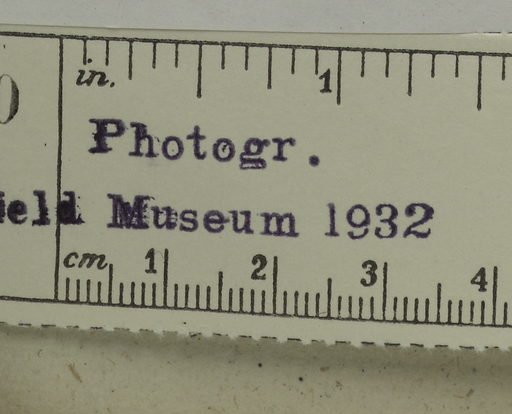 in. 1
Photogr.
ield Museum 1932
cm 1 2 3 4